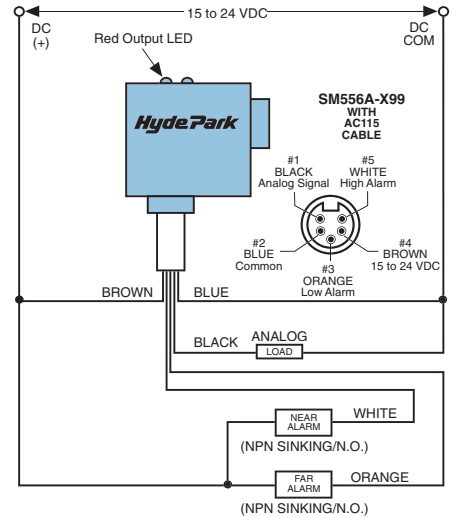 15 to 24 VDC
DC
(+)
DC
COM
Red Output LED
HydePark
SM556A-X99
WITH
AC115
CABLE
#1
BLACK
Analog Signal
#5
WHITE
High Alarm
#2
BLUE
Common
#3
ORANGE
Low Alarm
#4
BROWN
15 to 24 VDC
BROWN
BLUE
BLACK
ANALOG
LOAD
NEAR
ALARM
WHITE
(NPN SINKING/N.O.)
FAR
ALARM
ORANGE
(NPN SINKING/N.O.)